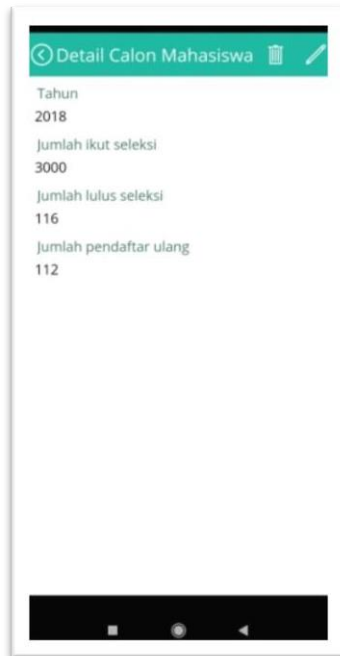 Detail Calon Mahasiswa
Tahun
2018
Jumlah ikut seleksi
3000
Jumlah lulus seleksi
116
Jumlah pendaftar ulang
112